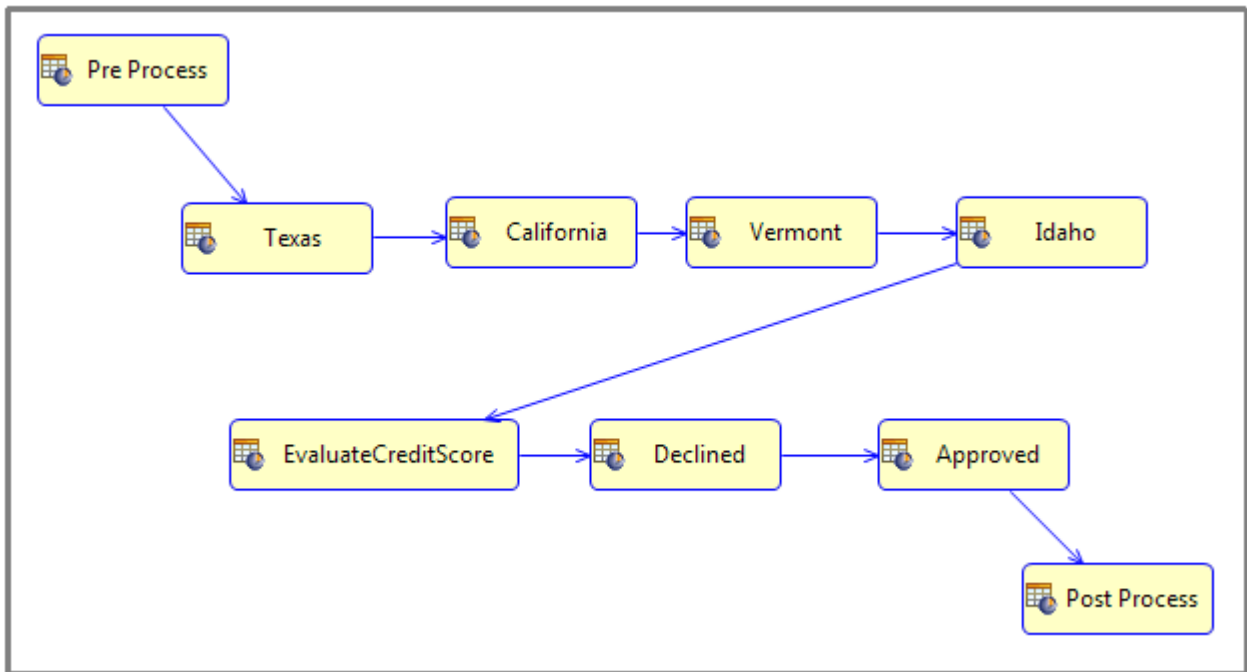 Pre Process
Texas
California
Vermont
Idaho
EvaluateCreditScore
Declined
Approved
Post Process